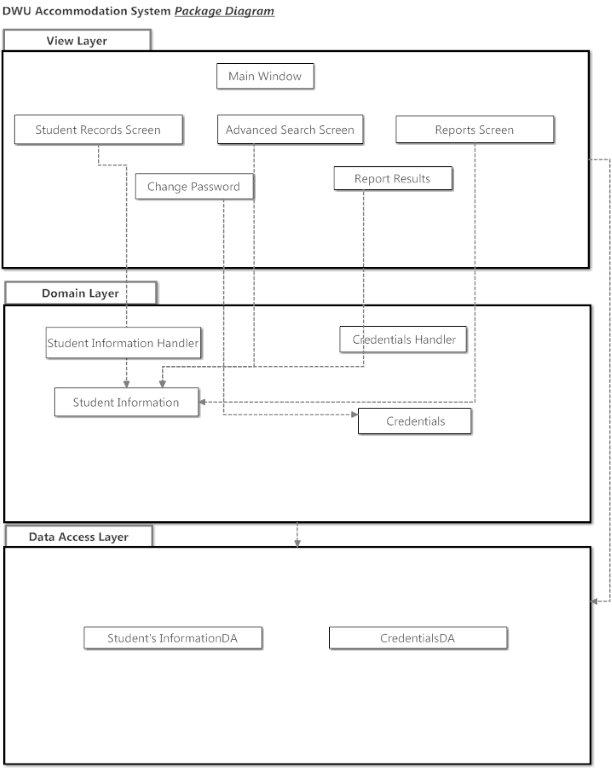 DWU Accommodation System Package Diagram
View Layer
Main Window
Student Records Screen
Advanced Search Screen
Reports Screen
Change Password
Report Results
Domain Layer
Student Information Handler
Credentials Handler
Student Information
Credentials
Data Access Layer
Student's InformationDA
CredentialsDA